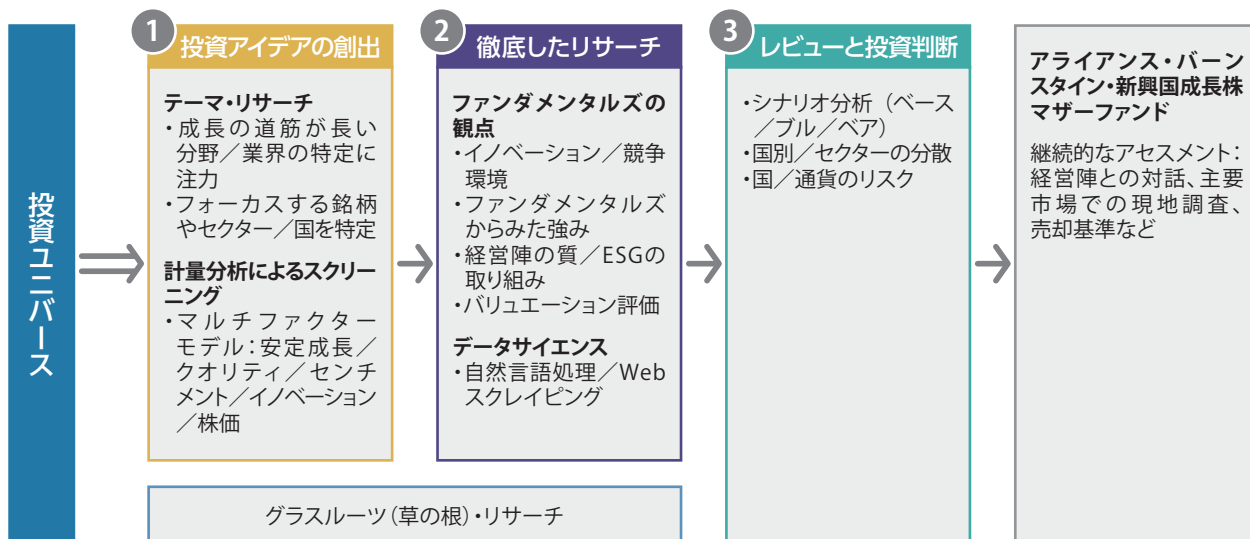 投資ユニバース
1
投資アイデアの創出
テーマ・リサーチ
・成長の道筋が長い
分野／業界の特定に
注力
・フォーカスする銘柄
やセクター／国を特定
計量分析によるスクリー
ニング
・マルチファクター
モデル：安定成長／
クオリティ／センチ
メント／イノベーション
／株価
2
徹底したリサーチ
ファンダメンタルズの
観点
・イノベーション／競争
環境
・ファンダメンタルズ
からみた強み
・経営陣の質／ESGの
取り組み
・バリュエーション評価
データサイエンス
・自然言語処理／Web
スクレイピング
グラスルーツ（草の根）・リサーチ
3
レビューと投資判断
・シナリオ分析（ベース
／ブル／ベア）
・国別／セクターの分散
・国／通貨のリスク
アライアンス・バーン
スタイン・新興国成長株
マザーファンド
継続的なアセスメント：
経営陣との対話、主要
市場での現地調査、
売却基準など